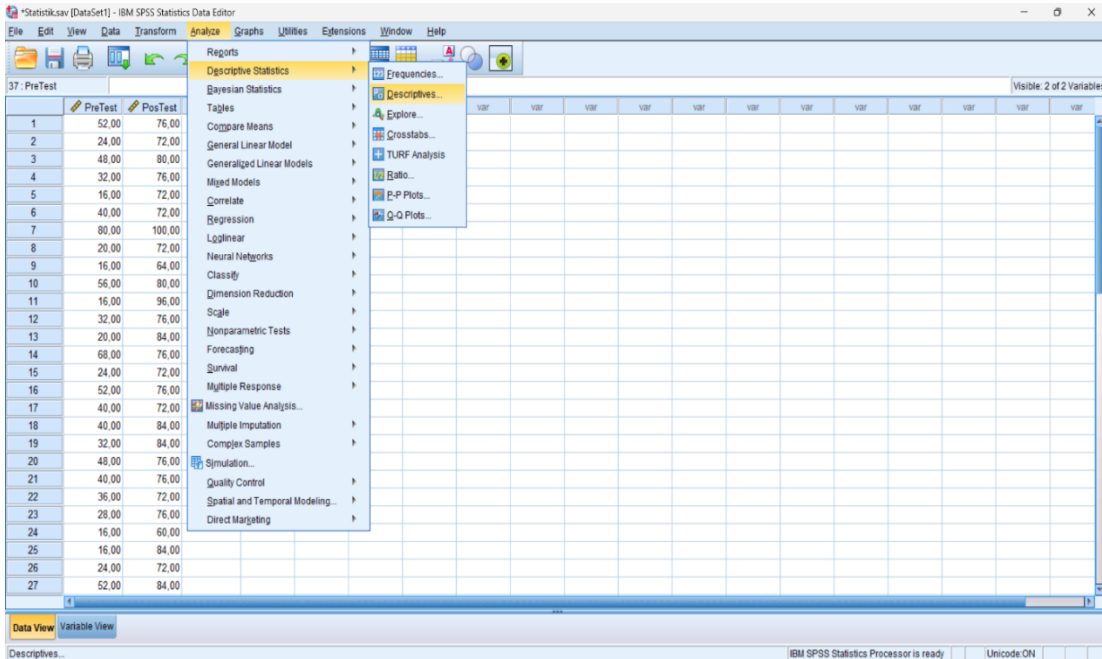 *Statistik.sav [DataSet1] - IBM SPSS Statistics Data Editor
File Edit View Data Transform Analyze Graphs Utilities Extensions Window Help
37 : PreTest
Visible: 2 of 2 Variables
Reports
Descriptive Statistics
Bayesian Statistics
Tables
Compare Means
General Linear Model
Generalized Linear Models
Mixed Models
Correlate
Regression
Loglinear
Neural Networks
Classify
Dimension Reduction
Scale
Nonparametric Tests
Forecasting
Survival
Multiple Response
Missing Value Analysis...
Multiple Imputation
Complex Samples
Simulation...
Quality Control
Spatial and Temporal Modeling...
Direct Marketing
Frequencies...
Descriptives...
Explore...
Crosstabs...
TURF Analysis
Ratio...
P-P Plots...
Q-Q Plots...
PreTest PosTest var var var var var var var var var var var var
1 52,00 76,00
2 24,00 72,00
3 48,00 80,00
4 32,00 76,00
5 16,00 72,00
6 40,00 72,00
7 80,00 100,00
8 20,00 72,00
9 16,00 64,00
10 56,00 80,00
11 16,00 96,00
12 32,00 76,00
13 20,00 84,00
14 68,00 76,00
15 24,00 72,00
16 52,00 76,00
17 40,00 72,00
18 40,00 84,00
19 32,00 84,00
20 48,00 76,00
21 40,00 76,00
22 36,00 72,00
23 28,00 76,00
24 16,00 60,00
25 16,00 84,00
26 24,00 72,00
27 52,00 84,00
Data View Variable View
Descriptives...
IBM SPSS Statistics Processor is ready
Unicode:ON